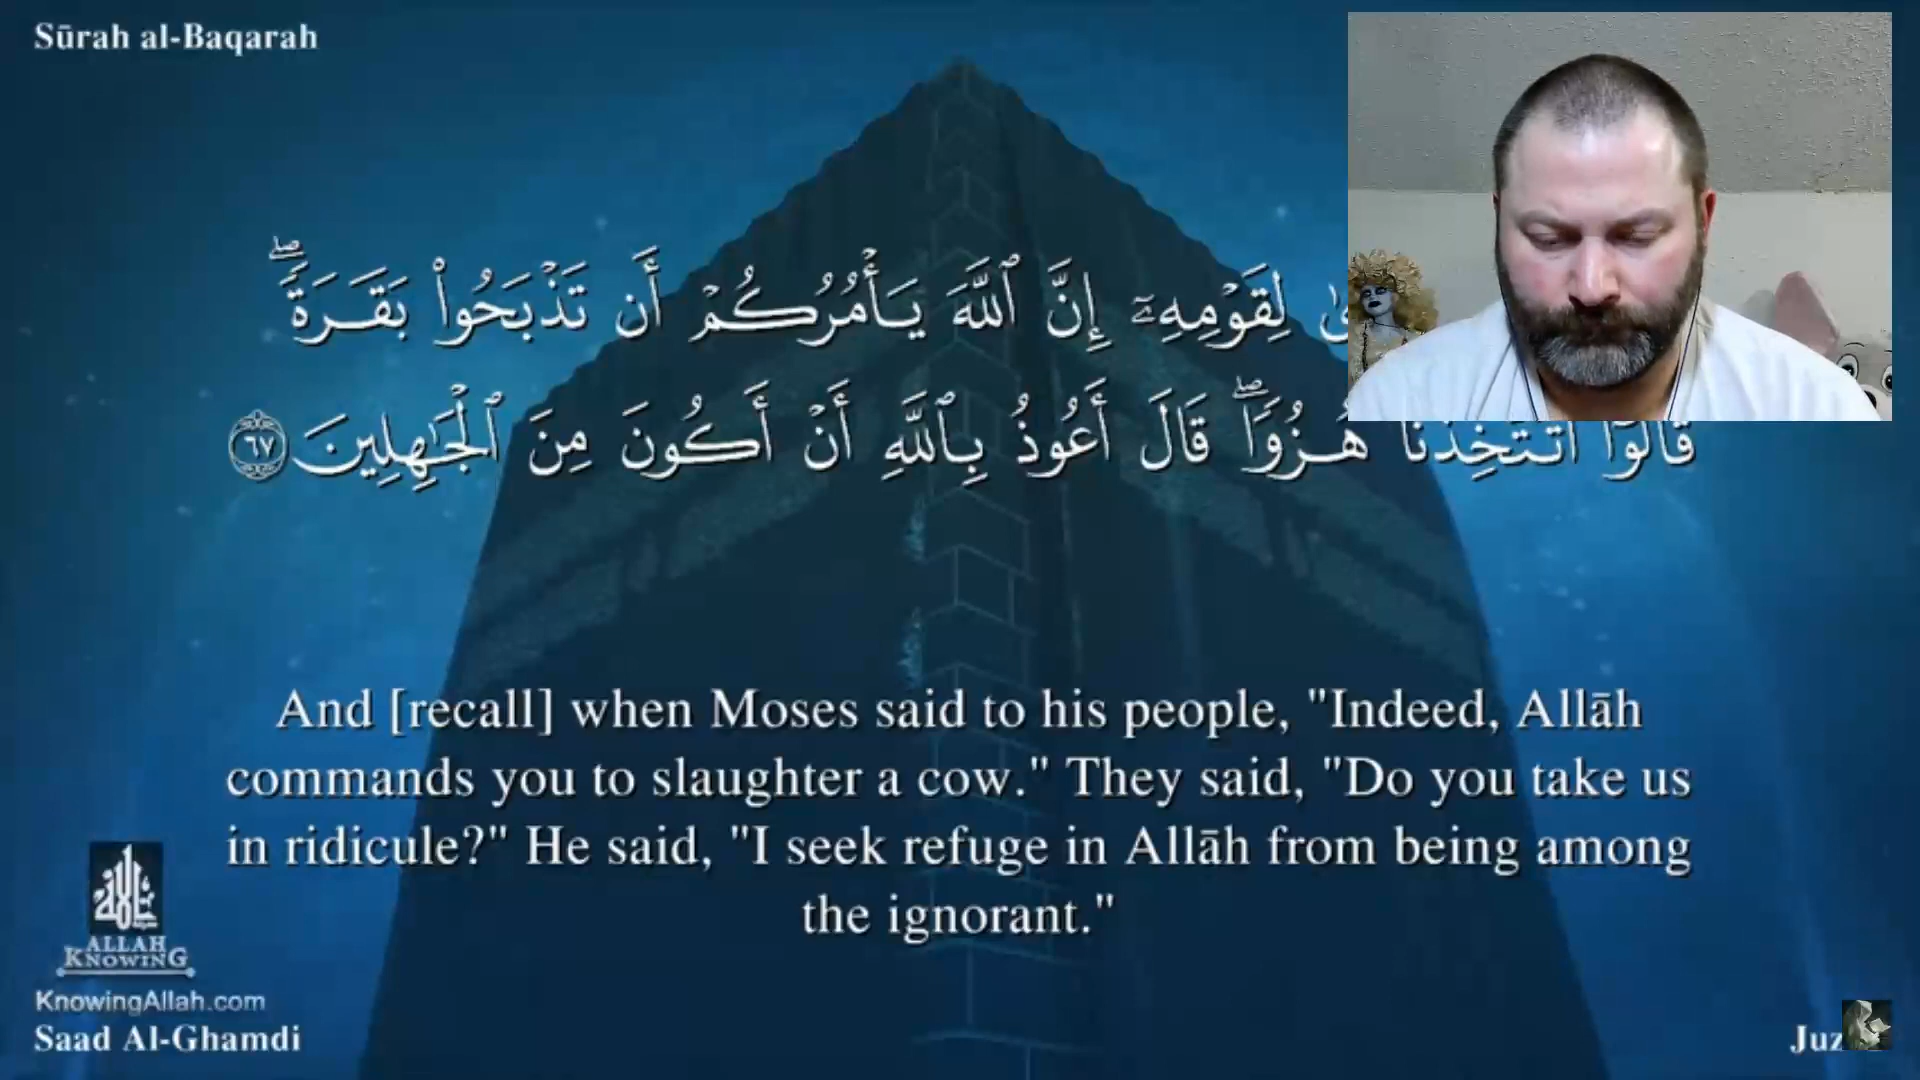 Sūrah al-Baqarah
لِقَوْمِهِۦٓ إِنَّ ٱللَّهَ يَأْمُرُكُمْ أَن تَذْبَحُوا۟ بَقَرَةًۖ
قَالُوٓا۟ أَتَتَّخِذُنَا هُزُوًاۖ قَالَ أَعُوذُ بِٱللَّهِ أَنْ أَكُونَ مِنَ ٱلْجَٰهِلِينَ ٦٧
And [recall] when Moses said to his people, "Indeed, Allāh
commands you to slaughter a cow." They said, "Do you take us
in ridicule?" He said, "I seek refuge in Allāh from being among
the ignorant."
ALLAH
KNOWING
KnowingAllah.com
Saad Al-Ghamdi
Juz